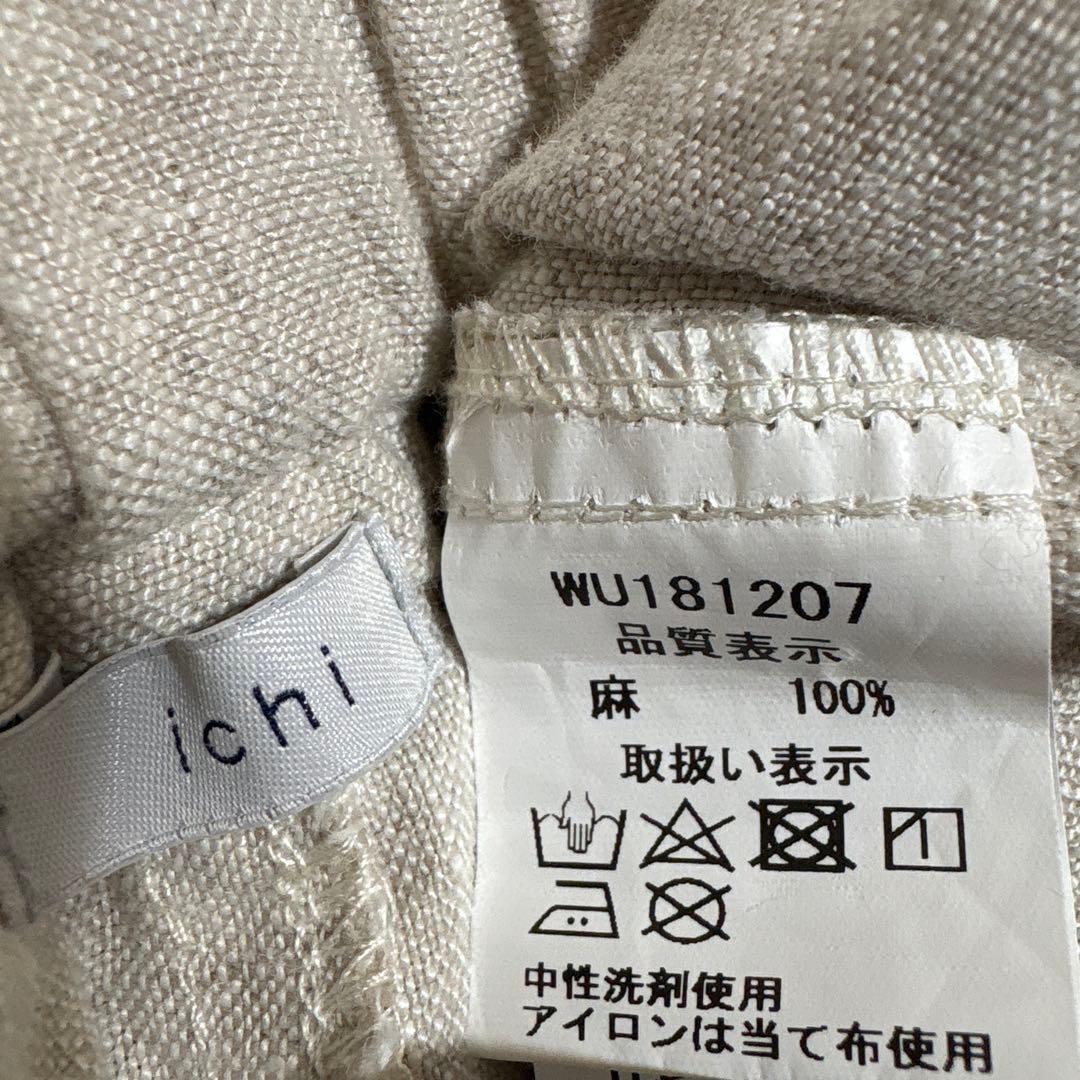 ichi
WU181207
品質表示
麻 100%
取扱い表示
中性洗剤使用
アイロンは当て布使用